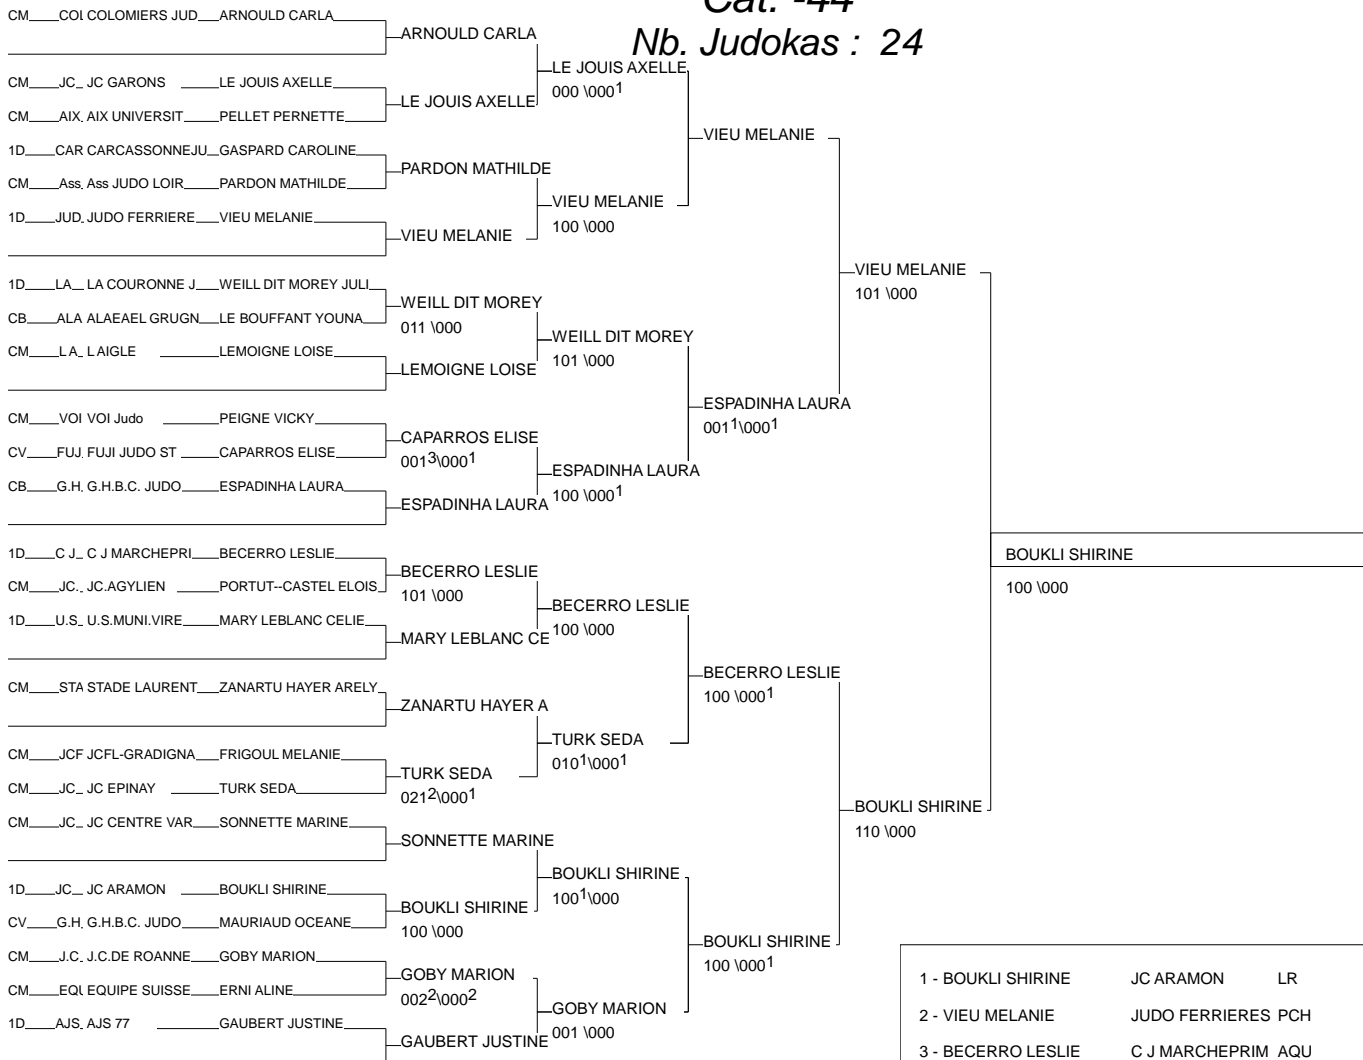 Cat. -44
Nb. Judokas : 24
CM COL COLOMIERS JUD ARNOULD CARLA
CM JC_ JC GARONS LE JOUIS AXELLE
CM AIX AIX UNIVERSIT PELLET PERNETTE
1D CAR CARCASSONNEJU GASPARD CAROLINE
CM Ass Ass JUDO LOIR PARDON MATHILDE
1D JUD JUDO FERRIERE VIEU MELANIE
1D LA_ LA COURONNE J WEILL DIT MOREY JULI
CB ALA ALAEAEL GRUGN LE BOUFFANT YOUNA
CM L A_ L AIGLE LEMOIGNE LOISE
CM VOI VOI Judo PEIGNE VICKY
CV FUJ FUJI JUDO ST CAPARROS ELISE
CB G.H. G.H.B.C. JUDO ESPADINHA LAURA
1D C J_ C J MARCHEPRI BECERRO LESLIE
CM JC._ JC.AGYLIEN PORTUT--CASTEL ELOIS
1D U.S_ U.S.MUNI.VIRE MARY LEBLANC CELIE
CM STA STADE LAURENT ZANARTU HAYER ARELY
CM JCF JCFL-GRADIGNA FRIGOUL MELANIE
CM JC_ JC EPINAY TURK SEDA
CM JC_ JC CENTRE VAR SONNETTE MARINE
1D JC_ JC ARAMON BOUKLI SHIRINE
CV G.H. G.H.B.C. JUDO MAURIAUD OCEANE
CM J.C. J.C.DE ROANNE GOBY MARION
CM EQU EQUIPE SUISSE ERNI ALINE
1D AJS AJS 77 GAUBERT JUSTINE
ARNOULD CARLA
LE JOUIS AXELLE
PARDON MATHILDE
VIEU MELANIE
WEILL DIT MOREY
011 \000
LEMOIGNE LOISE
CAPARROS ELISE
001³\000¹
ESPADINHA LAURA
BECERRO LESLIE
101 \000
MARY LEBLANC CE
ZANARTU HAYER A
TURK SEDA
021²\000¹
SONNETTE MARINE
BOUKLI SHIRINE
100 \000
GOBY MARION
002²\000²
GAUBERT JUSTINE
LE JOUIS AXELLE
000 \000¹
VIEU MELANIE
100 \000
WEILL DIT MOREY
101 \000
ESPADINHA LAURA
100 \000¹
BECERRO LESLIE
100 \000
TURK SEDA
010¹\000¹
BOUKLI SHIRINE
100¹\000
GOBY MARION
001 \000
VIEU MELANIE
ESPADINHA LAURA
001¹\000¹
BECERRO LESLIE
100 \000¹
BOUKLI SHIRINE
100 \000¹
VIEU MELANIE
101 \000
BOUKLI SHIRINE
110 \000
BOUKLI SHIRINE
100 \000
1 - BOUKLI SHIRINE JC ARAMON LR
2 - VIEU MELANIE JUDO FERRIERES PCH
3 - BECERRO LESLIE C J MARCHEPRIM AQU